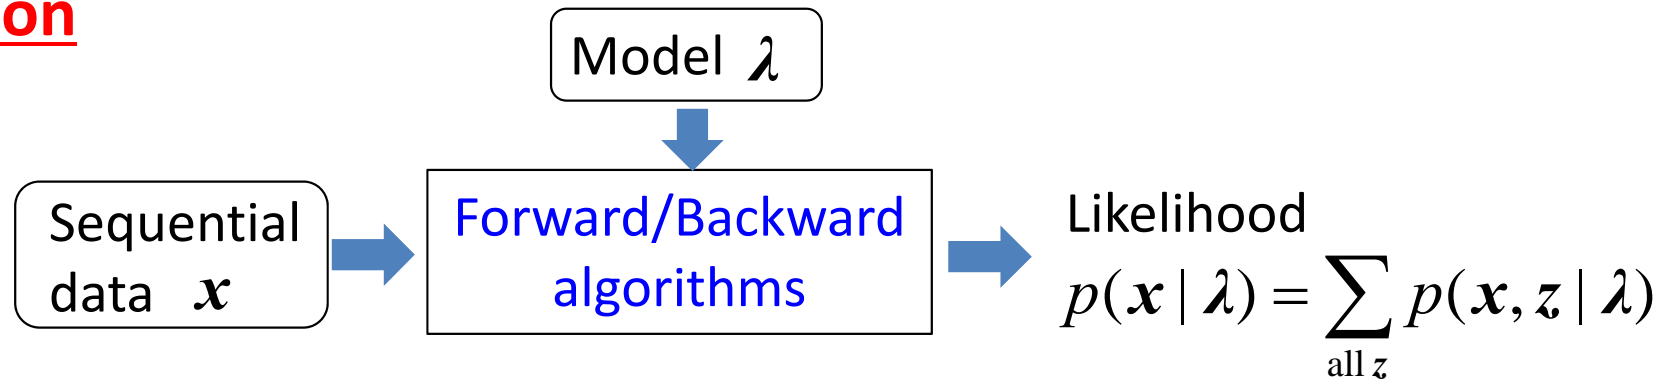 on
Model λ
Sequential
data x
Forward/Backward
algorithms
Likelihood
p(x | λ) = ∑ p(x, z | λ)
all z